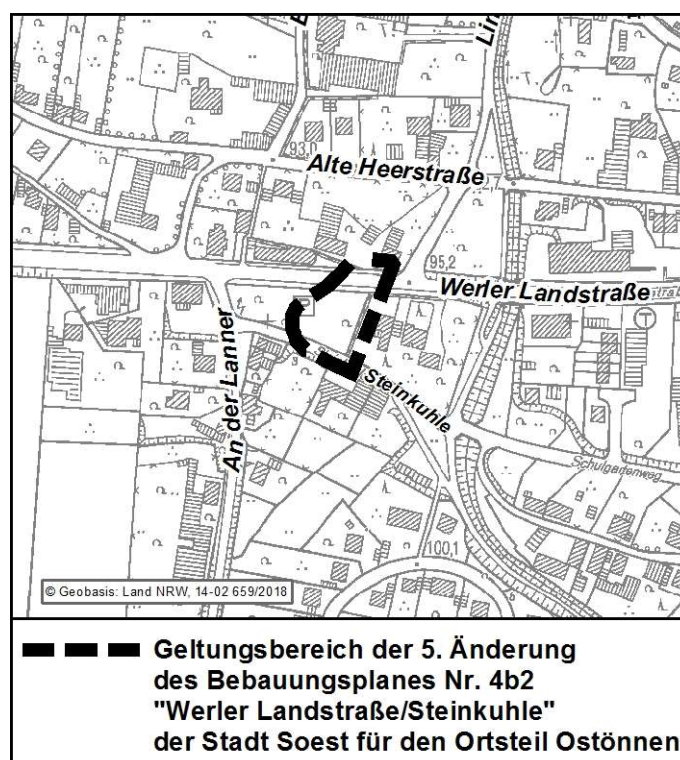 Alte Heerstraße
93,0
95,2
Werler Landstraße
An der Lanner
Steinkuhle
Schulgartenweg
100,1
© Geobasis: Land NRW, 14-02 659/2018
Geltungsbereich der 5. Änderung
des Bebauungsplanes Nr. 4b2
"Werler Landstraße/Steinkuhle"
der Stadt Soest für den Ortsteil Ostönnen